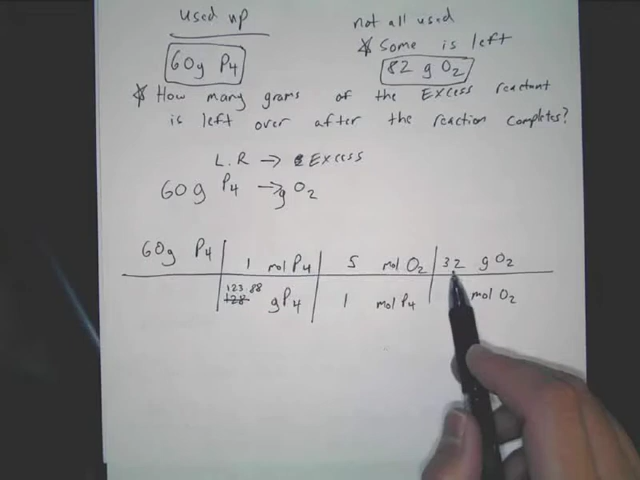 used up
not all used
* Some is left
60g P4
82 g O2
* How many grams of the Excess reactant
is left over after the reaction completes?
L.R → Excess
60g P4 → g O2
60g P4 | 1 mol P4 | 5 mol O2 | 32 g O2
123.88 128 g P4 | 1 mol P4 | mol O2